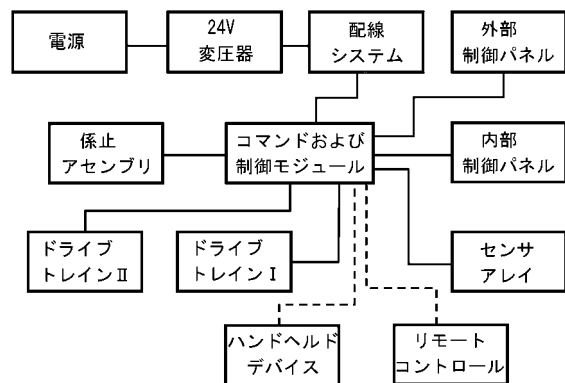 電源
24V
変圧器
配線
システム
外部
制御パネル
係止
アセンブリ
コマンドおよび
制御モジュール
内部
制御パネル
ドライブ
トレインⅡ
ドライブ
トレインⅠ
センサ
アレイ
ハンドヘルド
デバイス
リモート
コントロール